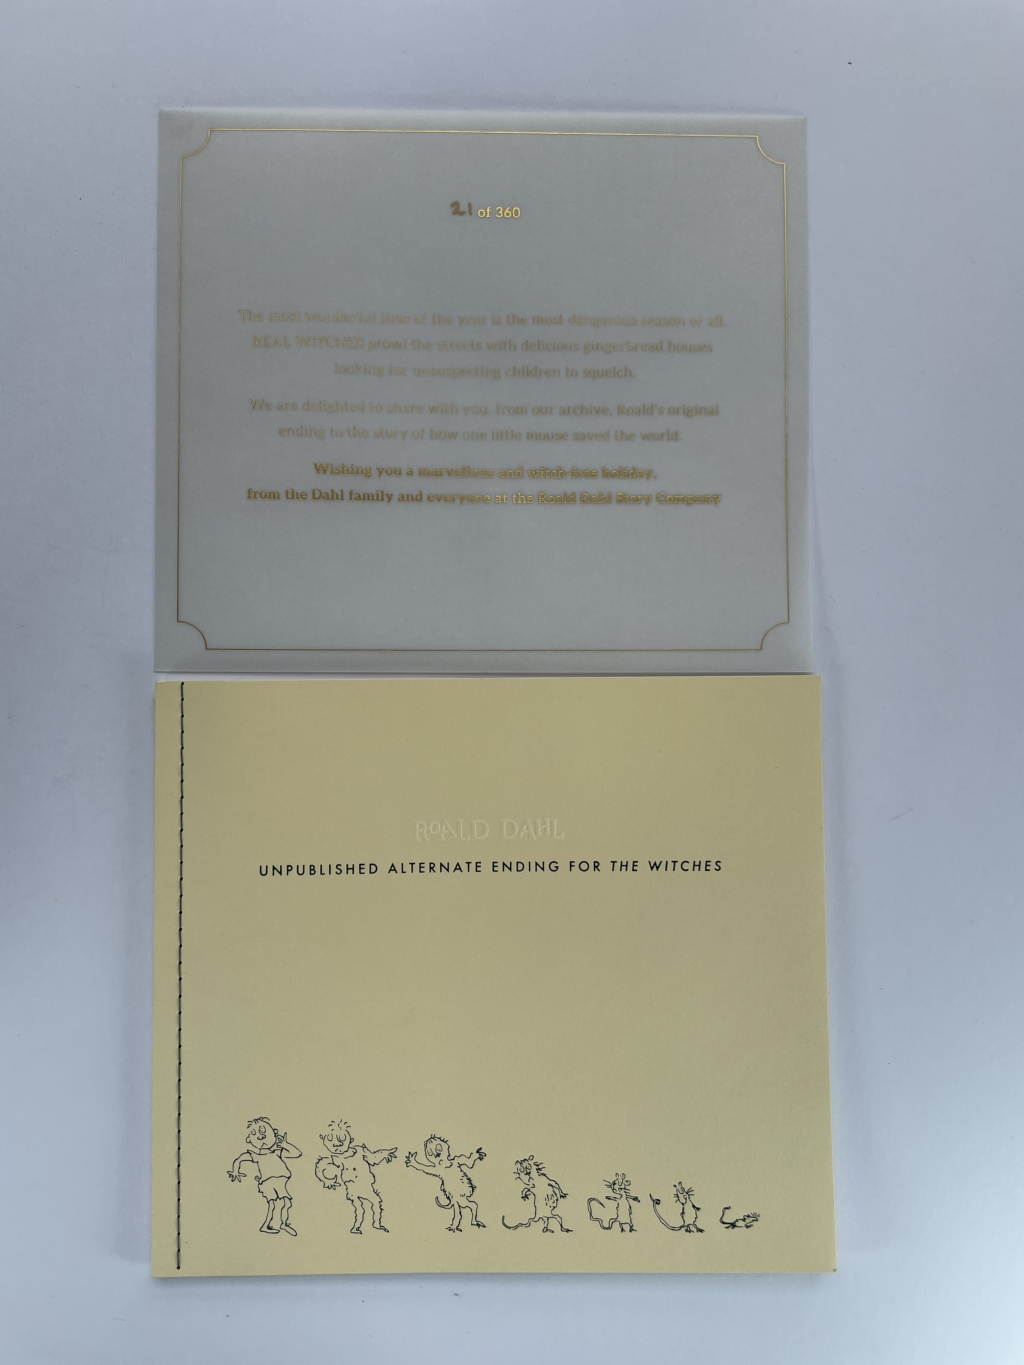 21 of 360
The most wonderful time of the year is the most dangerous season of all.
REAL WITCHES prowl the streets with delicious gingerbread houses
looking for unsuspecting children to squelch.
We are delighted to share with you, from our archive, Roald's original
ending to the story of how one little mouse saved the world.
Wishing you a marvellous and witch-free holiday,
from the Dahl family and everyone at the Roald Dahl Story Company
ROALD DAHL
UNPUBLISHED ALTERNATE ENDING FOR THE WITCHES